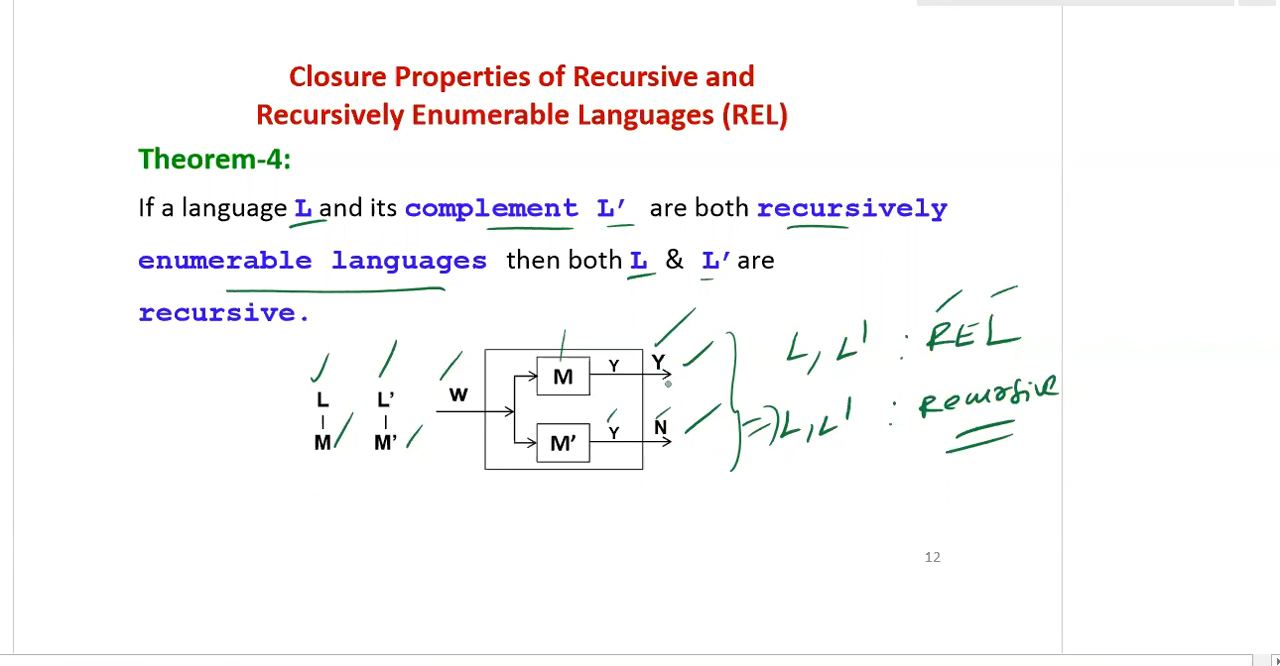 Closure Properties of Recursive and
Recursively Enumerable Languages (REL)
Theorem-4:
If a language L and its complement L' are both recursively
enumerable languages then both L & L' are
recursive.
L, L' : REL
M Y Y
L L' W
=> L, L' : Recursive
M M' M' Y N
12